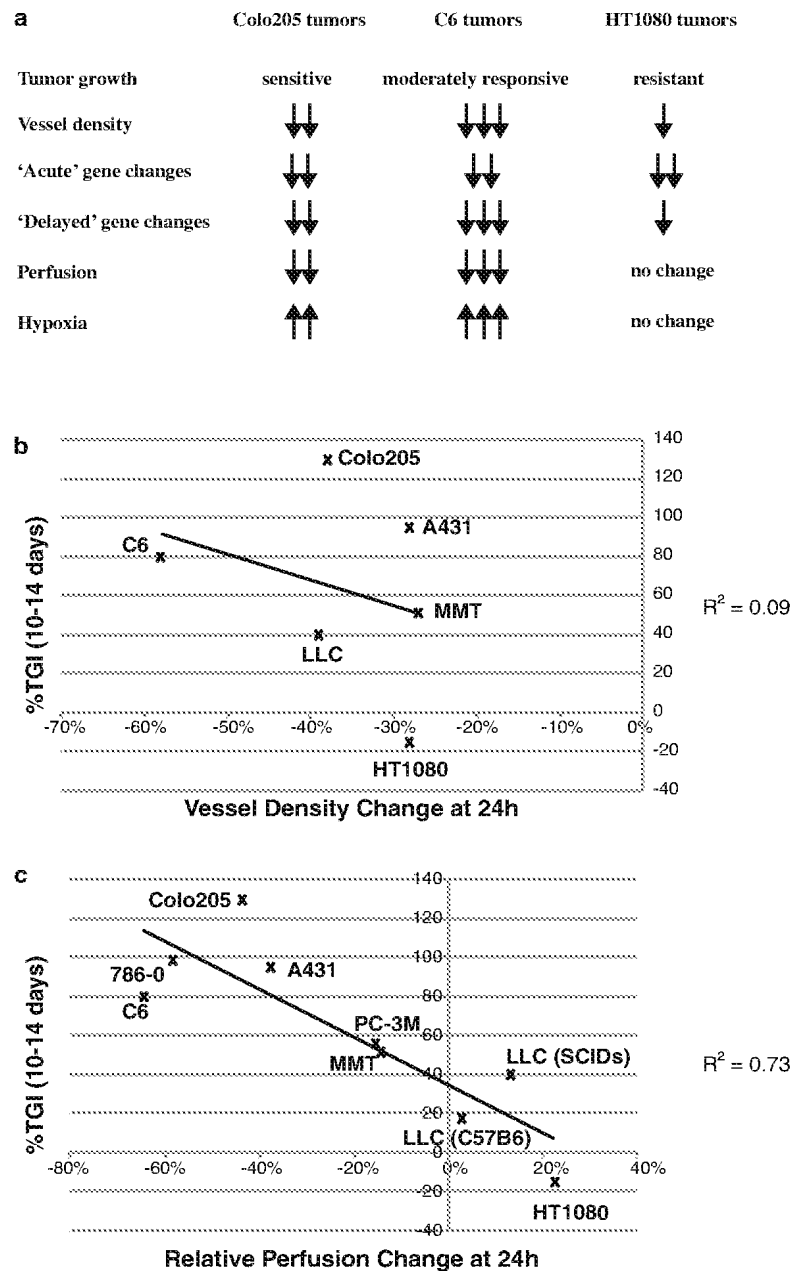 a
Colo205 tumors C6 tumors HT1080 tumors
Tumor growth sensitive moderately responsive resistant
Vessel density
'Acute' gene changes
'Delayed' gene changes
Perfusion no change
Hypoxia no change
b
140
120
100
80
60
40
20
0
-20
-40
%TGI (10-14 days)
Colo205
A431
C6
MMT
LLC
HT1080
R² = 0.09
-70% -60% -50% -40% -30% -20% -10% 0%
Vessel Density Change at 24h
c
140
120
100
80
60
40
20
0
-20
-40
%TGI (10-14 days)
Colo205
786-0
A431
C6
PC-3M
MMT
LLC (SCIDs)
LLC (C57B6)
HT1080
R² = 0.73
-80% -60% -40% -20% 0% 20% 40%
Relative Perfusion Change at 24h